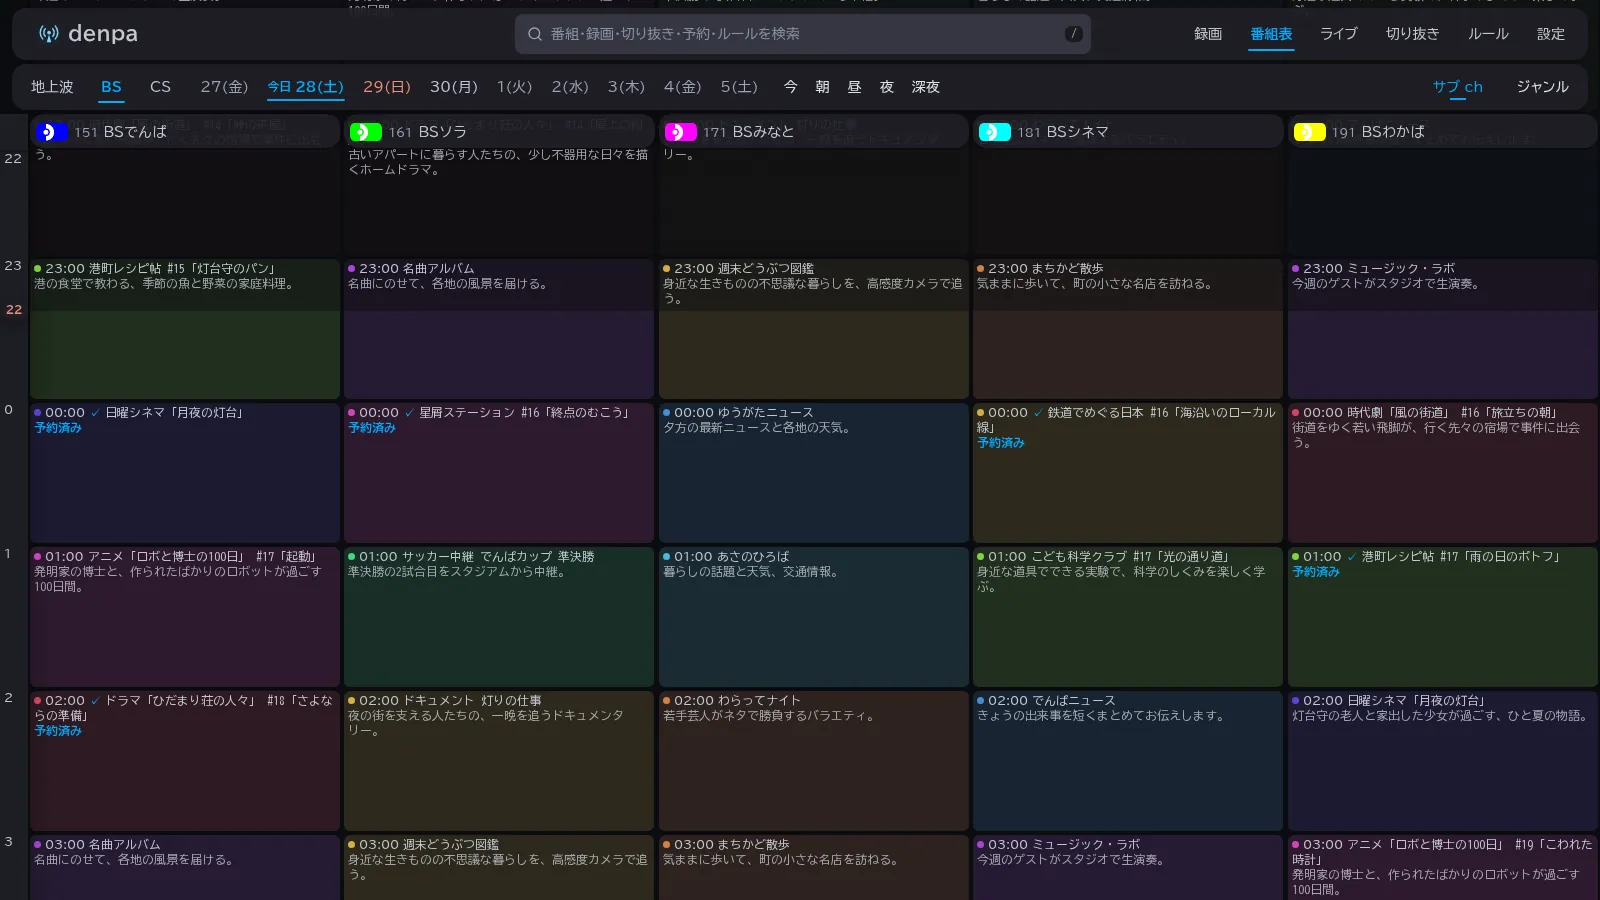 denpa
番組・録画・切り抜き・予約・ルールを検索
/
録画 番組表 ライブ 切り抜き ルール 設定
地上波 BS CS 27(金) 今日 28(土) 29(日) 30(月) 1(火) 2(水) 3(木) 4(金) 5(土) 今 朝 昼 夜 深夜 サブ ch ジャンル
151 BSでんぱ
161 BSソラ
171 BSみなと
181 BSシネマ
191 BSわかば
22
う。
古いアパートに暮らす人たちの、少し不器用な日々を描
くホームドラマ。
リー。
23
22
23:00 港町レシピ帖 #15「灯台守のパン」
港の食堂で教わる、季節の魚と野菜の家庭料理。
23:00 名曲アルバム
名曲にのせて、各地の風景を届ける。
23:00 週末どうぶつ図鑑
身近な生きものの不思議な暮らしを、高感度カメラで追
う。
23:00 まちかど散歩
気ままに歩いて、町の小さな名店を訪ねる。
23:00 ミュージック・ラボ
今週のゲストがスタジオで生演奏。
0
00:00 ✓ 日曜シネマ「月夜の灯台」
予約済み
00:00 ✓ 星屑ステーション #16「終点のむこう」
予約済み
00:00 ゆうがたニュース
夕方の最新ニュースと各地の天気。
00:00 ✓ 鉄道でめぐる日本 #16「海沿いのローカル
線」
予約済み
00:00 時代劇「風の街道」 #16「旅立ちの朝」
街道をゆく若い飛脚が、行く先々の宿場で事件に出会
う。
1
01:00 アニメ「ロボと博士の100日」 #17「起動」
発明家の博士と、作られたばかりのロボットが過ごす
100日間。
01:00 サッカー中継 でんぱカップ 準決勝
準決勝の2試合目をスタジアムから中継。
01:00 あさのひろば
暮らしの話題と天気、交通情報。
01:00 こども科学クラブ #17「光の通り道」
身近な道具でできる実験で、科学のしくみを楽しく学
ぶ。
01:00 ✓ 港町レシピ帖 #17「雨の日のポトフ」
予約済み
2
02:00 ✓ ドラマ「ひだまり荘の人々」 #18「さよな
らの準備」
予約済み
02:00 ドキュメント 灯りの仕事
夜の街を支える人たちの、一晩を追うドキュメンタ
リー。
02:00 わらってナイト
若手芸人がネタで勝負するバラエティ。
02:00 でんぱニュース
きょうの出来事を短くまとめてお伝えします。
02:00 日曜シネマ「月夜の灯台」
灯台守の老人と家出した少女が過ごす、ひと夏の物語。
3
03:00 名曲アルバム
名曲にのせて、各地の風景を届ける。
03:00 週末どうぶつ図鑑
身近な生きものの不思議な暮らしを、高感度カメラで追
う。
03:00 まちかど散歩
気ままに歩いて、町の小さな名店を訪ねる。
03:00 ミュージック・ラボ
今週のゲストがスタジオで生演奏。
03:00 アニメ「ロボと博士の100日」 #19「こわれた
時計」
発明家の博士と、作られたばかりのロボットが過ごす
100日間。